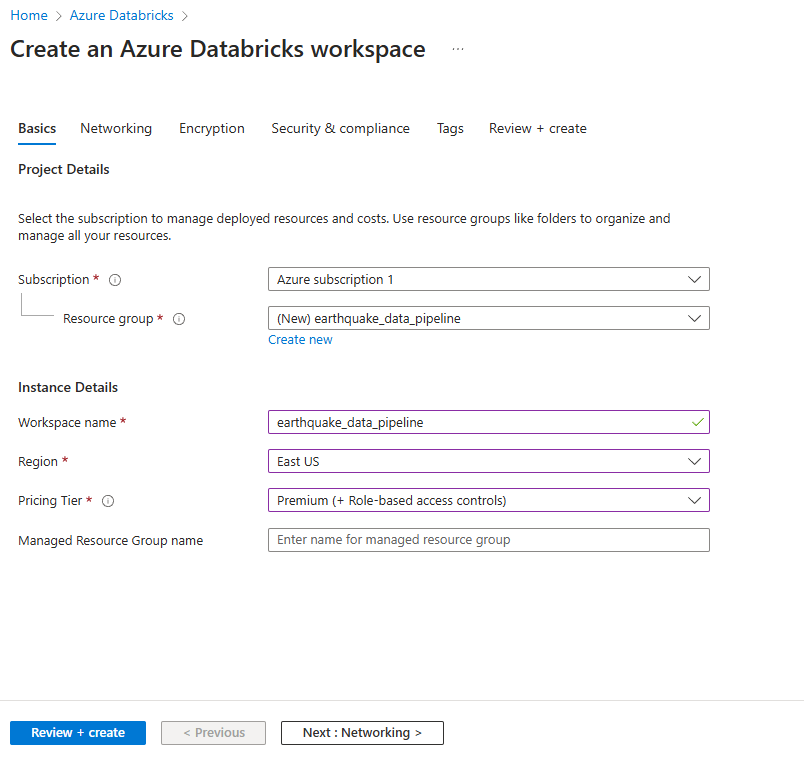 Home > Azure Databricks >
Create an Azure Databricks workspace ...
Basics Networking Encryption Security & compliance Tags Review + create
Project Details
Select the subscription to manage deployed resources and costs. Use resource groups like folders to organize and
manage all your resources.
Subscription * Azure subscription 1
Resource group * (New) earthquake_data_pipeline
Create new
Instance Details
Workspace name * earthquake_data_pipeline
Region * East US
Pricing Tier * Premium (+ Role-based access controls)
Managed Resource Group name Enter name for managed resource group
Review + create < Previous Next : Networking >